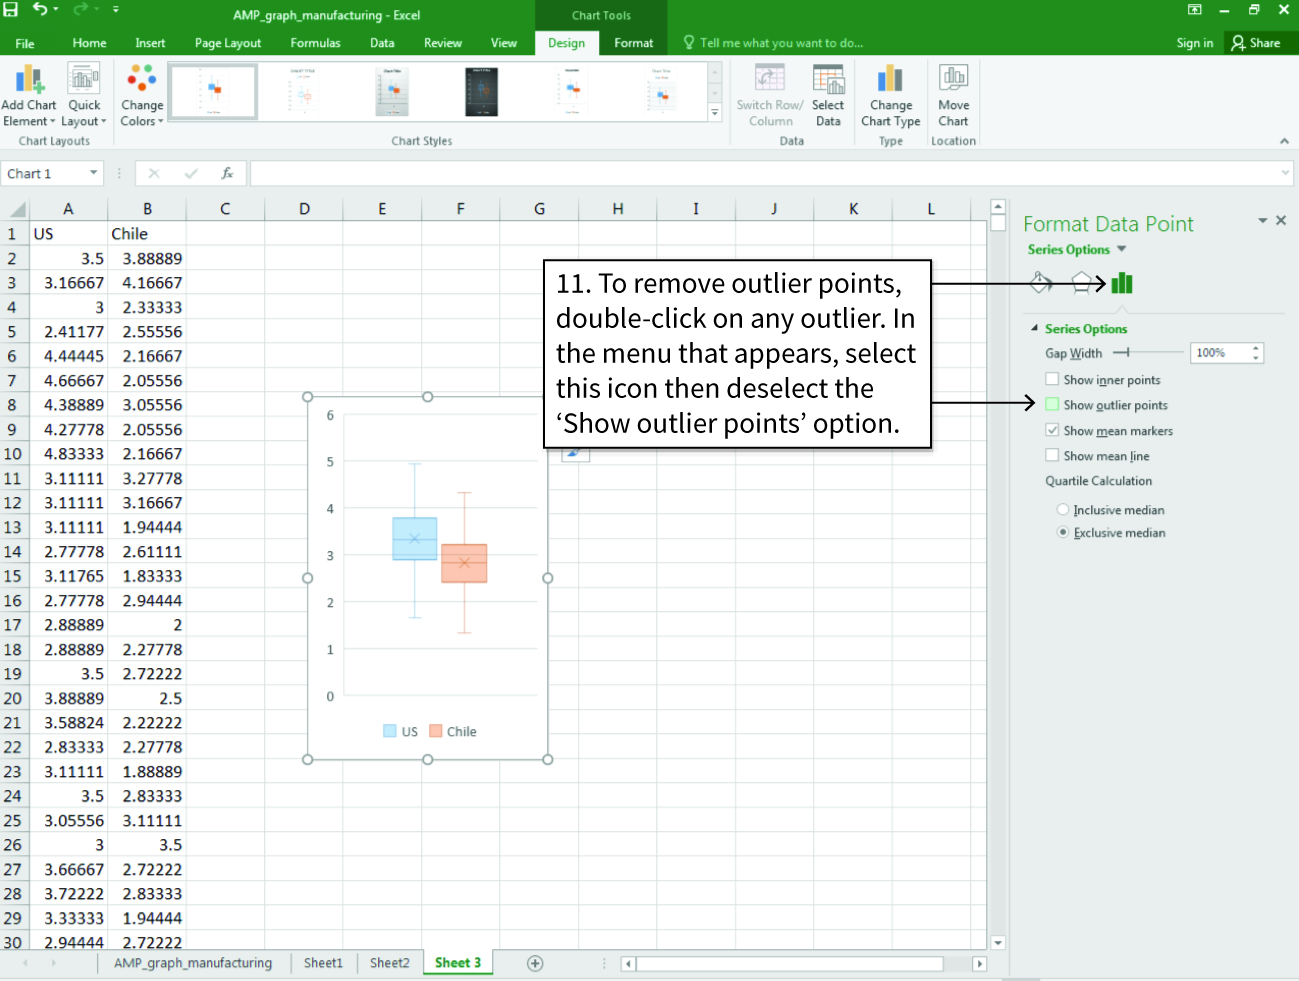 AMP_graph_manufacturing - Excel
Chart Tools
File Home Insert Page Layout Formulas Data Review View Design Format Tell me what you want to do... Sign in Share
Add Chart Element
Quick Layout
Change Colors
Switch Row/ Column
Select Data
Change Chart Type
Move Chart
Chart Layouts Chart Styles Data Type Location
Chart 1 fx
A B C D E F G H I J K L
1 US Chile
2 3.5 3.88889
3 3.16667 4.16667
4 3 2.33333
5 2.41177 2.55556
6 4.44445 2.16667
7 4.66667 2.05556
8 4.38889 3.05556
9 4.27778 2.05556
10 4.83333 2.16667
11 3.11111 3.27778
12 3.11111 3.16667
13 3.11111 1.94444
14 2.77778 2.61111
15 3.11765 1.83333
16 2.77778 2.94444
17 2.88889 2
18 2.88889 2.27778
19 3.5 2.72222
20 3.88889 2.5
21 3.58824 2.22222
22 2.83333 2.27778
23 3.11111 1.88889
24 3.5 2.83333
25 3.05556 3.11111
26 3 3.5
27 3.66667 2.72222
28 3.72222 2.83333
29 3.33333 1.94444
30 2.94444 2.72222
6
5
4
3
2
1
0
US Chile
11. To remove outlier points,
double-click on any outlier. In
the menu that appears, select
this icon then deselect the
‘Show outlier points’ option.
Format Data Point
Series Options
Series Options
Gap Width 100%
Show inner points
Show outlier points
Show mean markers
Show mean line
Quartile Calculation
Inclusive median
Exclusive median
AMP_graph_manufacturing Sheet1 Sheet2 Sheet 3